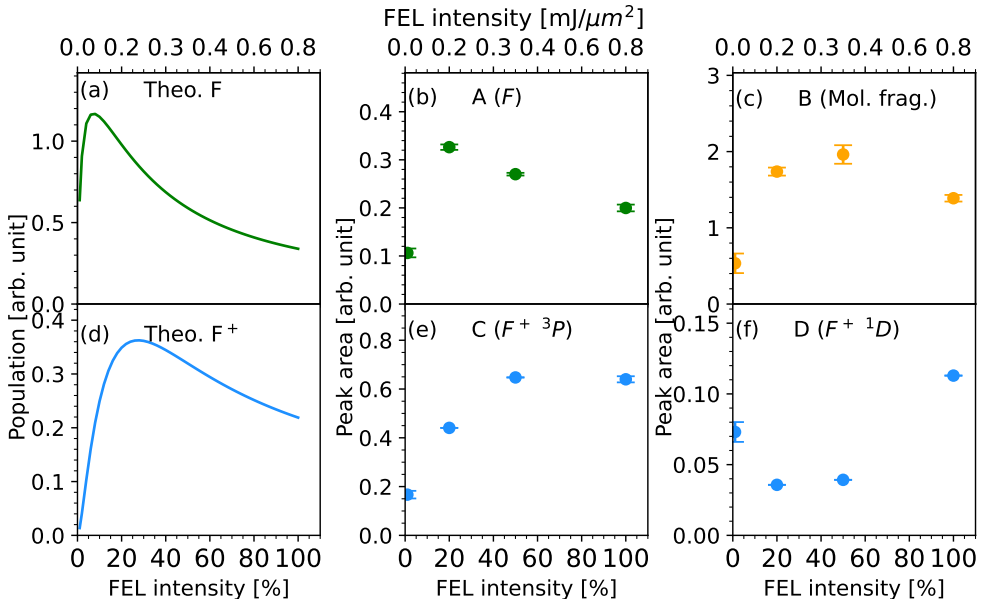 FEL intensity [mJ/μm²]
0.0 0.2 0.3 0.6 0.8
0.0 0.2 0.3 0.4 0.6 0.8
0.0 0.2 0.3 0.4 0.6 0.8
(a) Theo. F
(b) A (F)
(c) B (Mol. frag.)
1.0
0.5
0.0
0.4
0.3
0.2
0.1
0.0
3
2
1
0
(d) Theo. F⁺
(e) C (F⁺ ³P)
(f) D (F⁺ ¹D)
0.4
0.3
0.2
0.1
0.0
0.8
0.6
0.4
0.2
0.0
0.15
0.10
0.05
0.00
Population [arb. unit]
Peak area [arb. unit]
Peak area [arb. unit]
0 20 40 60 80 100
0 20 40 60 80 100
0 20 40 60 80 100
FEL intensity [%]
FEL intensity [%]
FEL intensity [%]